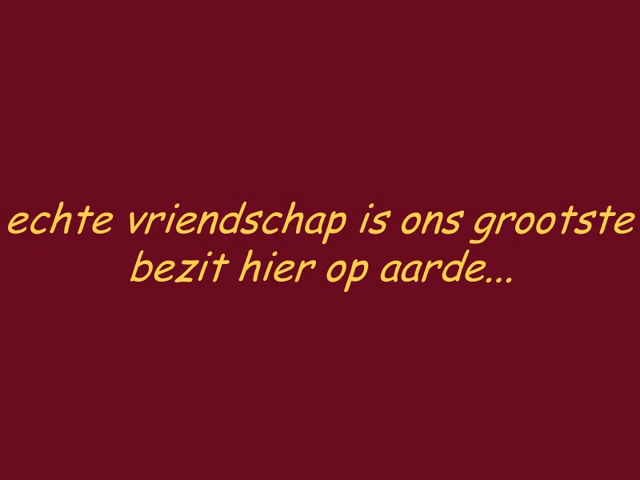 echte vriendschap is ons grootste
bezit hier op aarde...